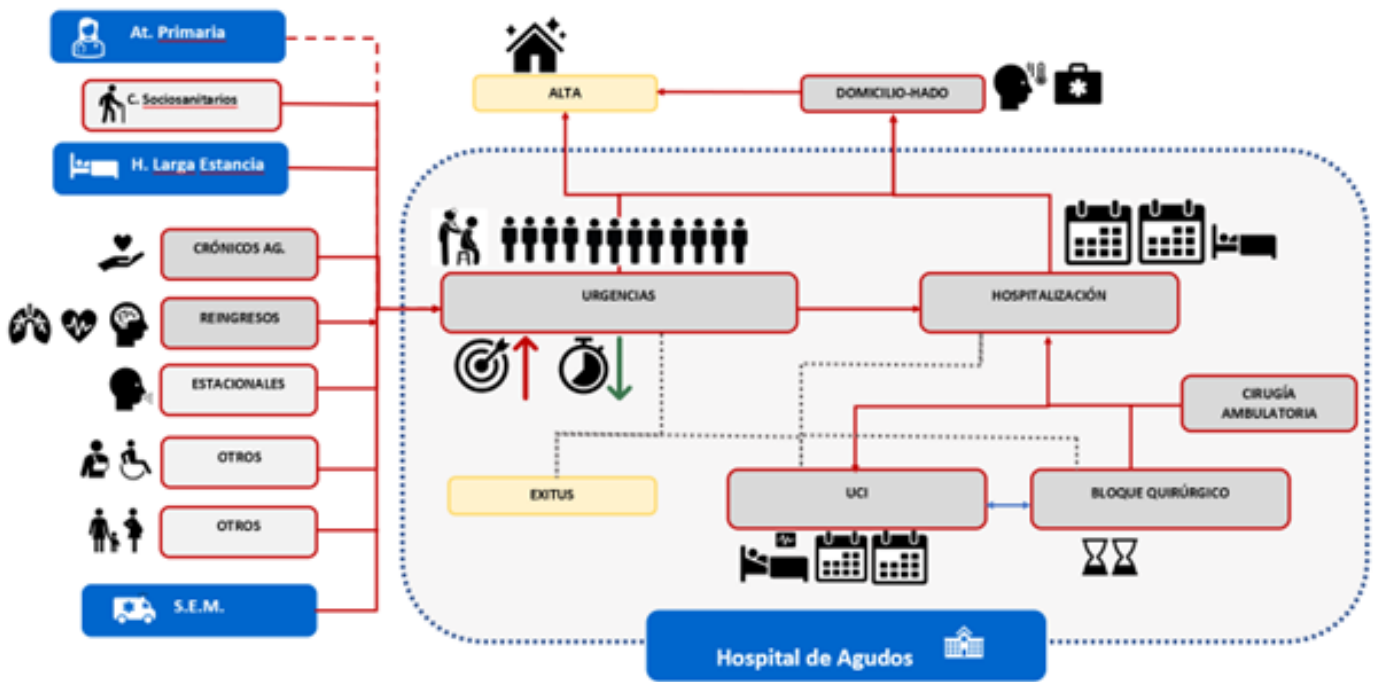 At. Primaria
C. Sociosanitarios
H. Larga Estancia
CRÓNICOS AG.
REINGRESOS
ESTACIONALES
OTROS
OTROS
S.E.M.
ALTA
DOMICILIO-HADO
URGENCIAS
HOSPITALIZACIÓN
CIRUGÍA
AMBULATORIA
EXITUS
UCI
BLOQUE QUIRÚRGICO
Hospital de Agudos